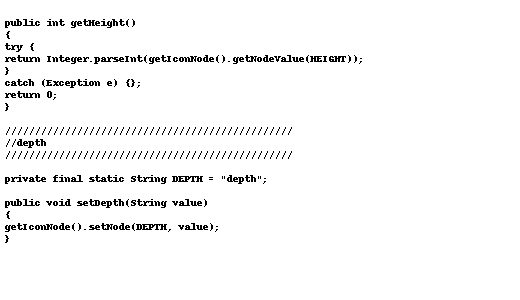 public int getHeight()
{
try {
return Integer.parseInt(getIconNode().getNodeValue(HEIGHT));
}
catch (Exception e) {};
return 0;
}
////////////////////////////////////////////////
//depth
////////////////////////////////////////////////
private final static String DEPTH = "depth";
public void setDepth(String value)
{
getIconNode().setNode(DEPTH, value);
}